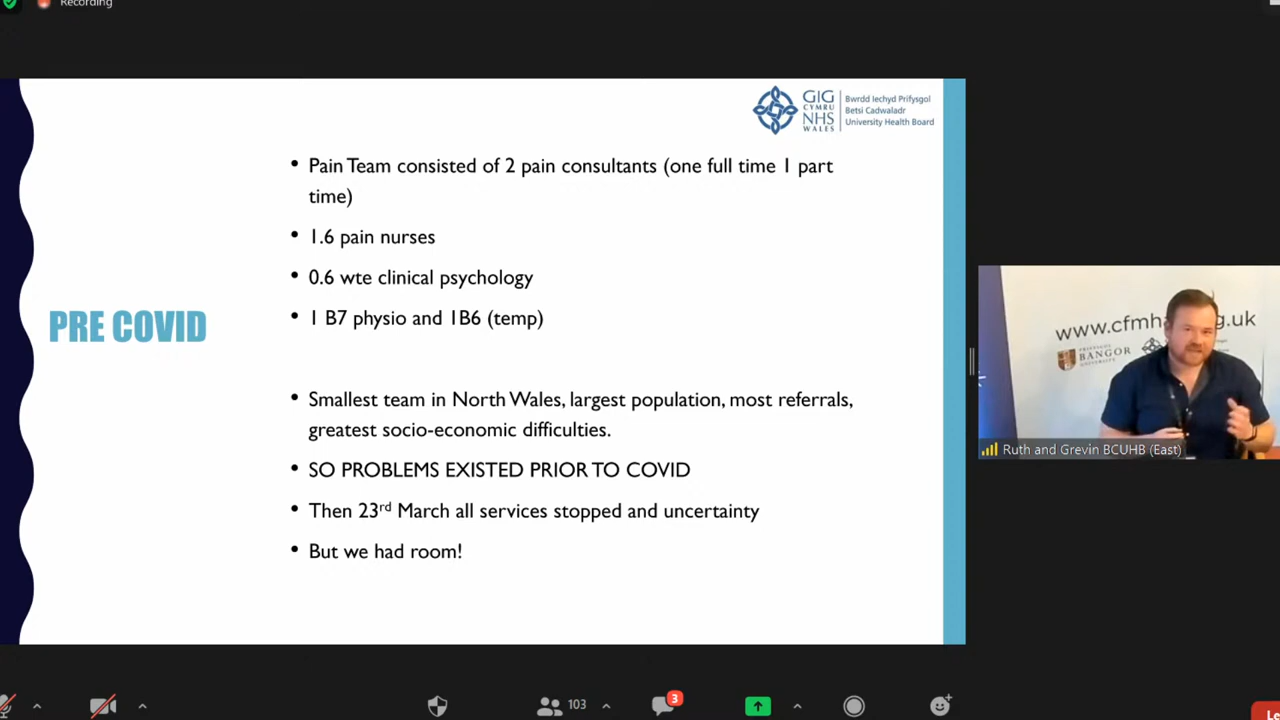 Recording
GIG
CYMRU
NHS
WALES
Bwrdd Iechyd Prifysgol
Betsi Cadwaladr
University Health Board
• Pain Team consisted of 2 pain consultants (one full time 1 part
time)
• 1.6 pain nurses
• 0.6 wte clinical psychology
• 1 B7 physio and 1B6 (temp)
PRE COVID
• Smallest team in North Wales, largest population, most referrals,
greatest socio-economic difficulties.
• SO PROBLEMS EXISTED PRIOR TO COVID
• Then 23rd March all services stopped and uncertainty
• But we had room!
BANGOR
UNIVERSITY
Ruth and Grevin BCUHB (East)
103
3